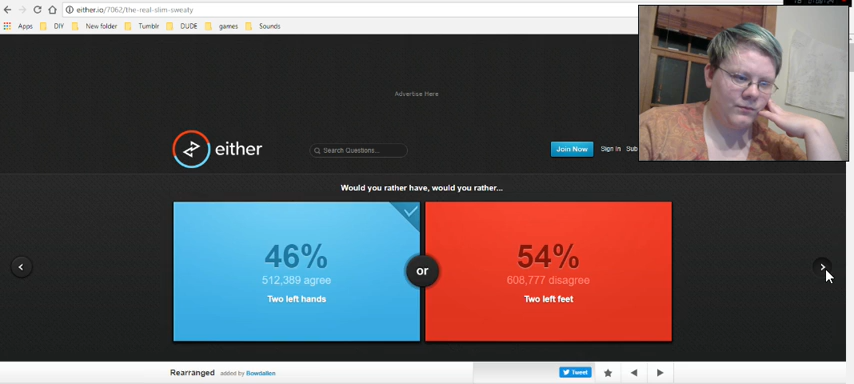 either.io/7062/the-real-slim-sweaty
Apps DIY New folder Tumblr DUDE games Sounds
Advertise Here
either Search Questions... Join Now Sign In Sub
Would you rather have, would you rather...
46%
512,389 agree
Two left hands
or
54%
608,777 disagree
Two left feet
Rearranged added by Bowdallen
Tweet